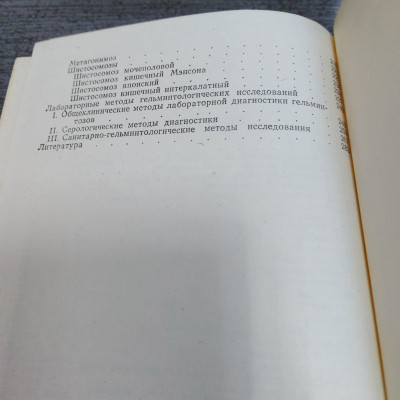 Метагонимоз
Шистосомозы
Шистосомоз мочеполовой
Шистосомоз кишечный Мэнсона
Шистосомоз японский
Шистосомоз кишечный интеркалатный
Лабораторные методы гельминтологических исследований
I. Общеклинические методы лабораторной диагностики гельмин-
тозов
II. Серологические методы диагностики
III. Санитарно-гельминтологические методы исследования
Литература